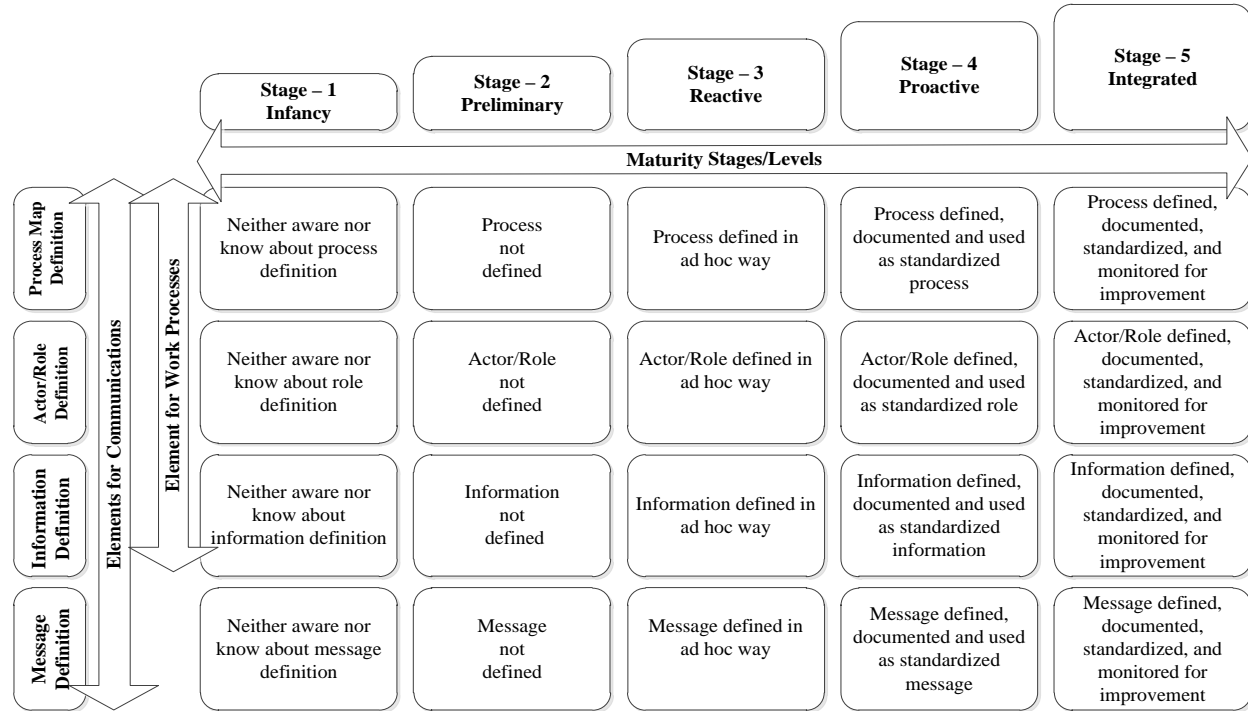 Stage – 1
Infancy
Stage – 2
Preliminary
Stage – 3
Reactive
Stage – 4
Proactive
Stage – 5
Integrated
Maturity Stages/Levels
Elements for Communications
Element for Work Processes
Process Map
Definition
Neither aware nor
know about process
definition
Process
not
defined
Process defined in
ad hoc way
Process defined,
documented and used
as standardized
process
Process defined,
documented,
standardized, and
monitored for
improvement
Actor/Role
Definition
Neither aware nor
know about role
definition
Actor/Role
not
defined
Actor/Role defined in
ad hoc way
Actor/Role defined,
documented and used
as standardized role
Actor/Role defined,
documented,
standardized, and
monitored for
improvement
Information
Definition
Neither aware nor
know about
information definition
Information
not
defined
Information defined in
ad hoc way
Information defined,
documented and used
as standardized
information
Information defined,
documented,
standardized, and
monitored for
improvement
Message
Definition
Neither aware nor
know about message
definition
Message
not
defined
Message defined in
ad hoc way
Message defined,
documented and used
as standardized
message
Message defined,
documented,
standardized, and
monitored for
improvement